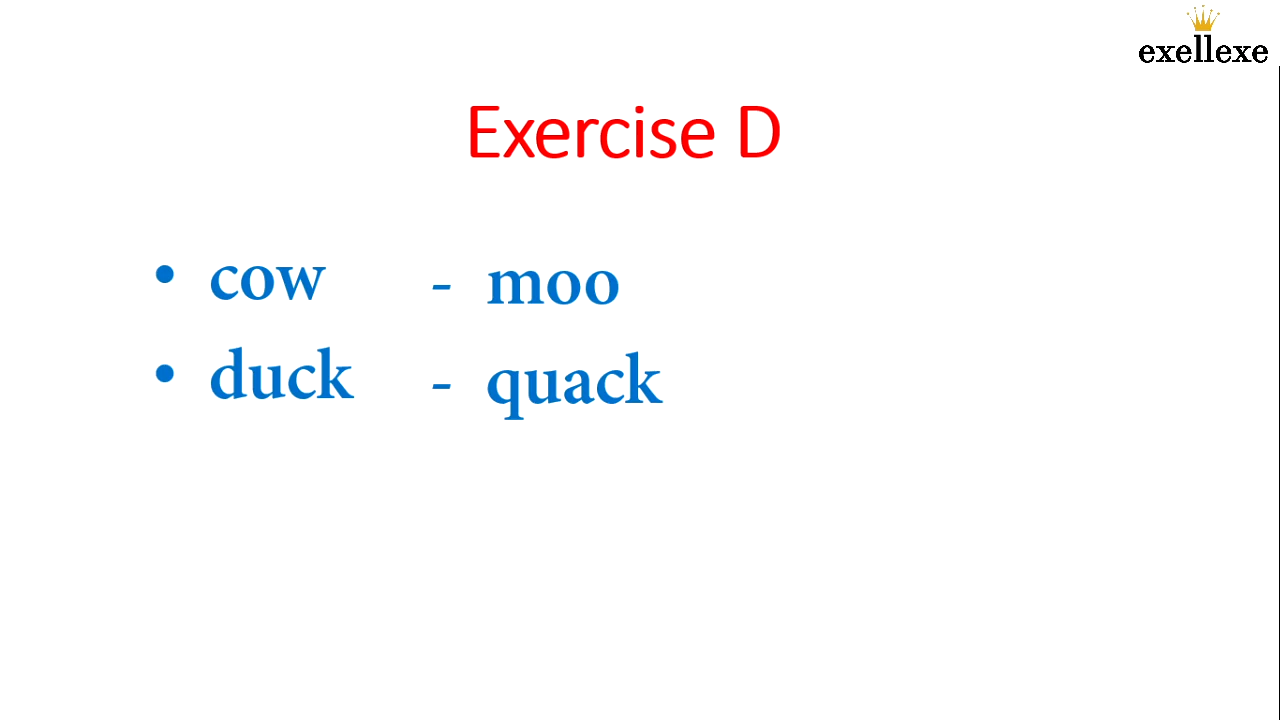 exellexe
Exercise D
• cow - moo
• duck - quack